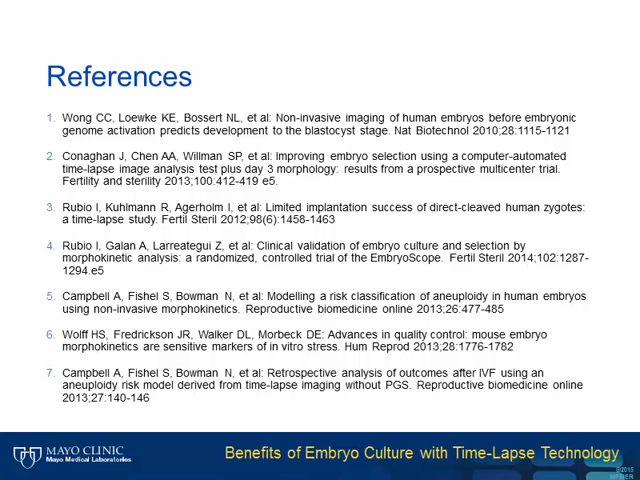 References
1. Wong CC, Loewke KE, Bossert NL, et al: Non-invasive imaging of human embryos before embryonic
genome activation predicts development to the blastocyst stage. Nat Biotechnol 2010;28:1115-1121
2. Conaghan J, Chen AA, Willman SP, et al: Improving embryo selection using a computer-automated
time-lapse image analysis test plus day 3 morphology: results from a prospective multicenter trial.
Fertility and sterility 2013;100:412-419 e5.
3. Rubio I, Kuhlmann R, Agerholm I, et al: Limited implantation success of direct-cleaved human zygotes:
a time-lapse study. Fertil Steril 2012;98(6):1458-1463
4. Rubio I, Galan A, Larreategui Z, et al: Clinical validation of embryo culture and selection by
morphokinetic analysis: a randomized, controlled trial of the EmbryoScope. Fertil Steril 2014;102:1287-
1294.e5
5. Campbell A, Fishel S, Bowman N, et al: Modelling a risk classification of aneuploidy in human embryos
using non-invasive morphokinetics. Reproductive biomedicine online 2013;26:477-485
6. Wolff HS, Fredrickson JR, Walker DL, Morbeck DE: Advances in quality control: mouse embryo
morphokinetics are sensitive markers of in vitro stress. Hum Reprod 2013;28:1776-1782
7. Campbell A, Fishel S, Bowman N, et al: Retrospective analysis of outcomes after IVF using an
aneuploidy risk model derived from time-lapse imaging without PGS. Reproductive biomedicine online
2013;27:140-146
MAYO CLINIC
Mayo Medical Laboratories
Benefits of Embryo Culture with Time-Lapse Technology